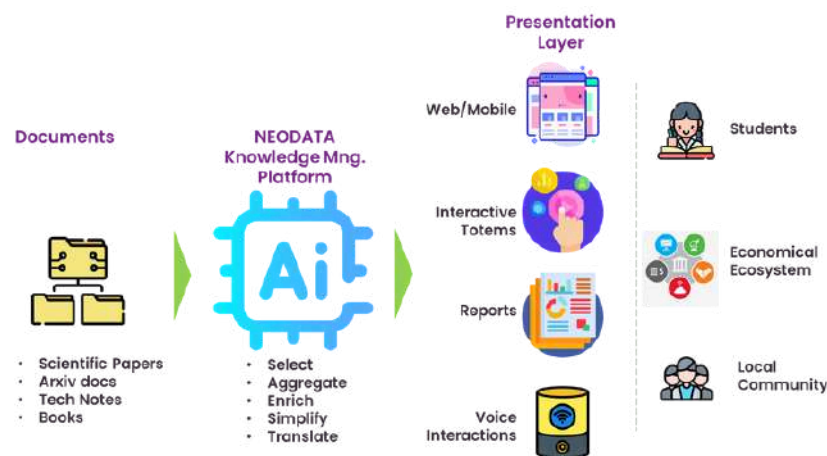 Presentation
Layer
Documents
NEODATA
Knowledge Mng.
Platform
Ai
Scientific Papers
Arxiv docs
Tech Notes
Books
Select
Aggregate
Enrich
Simplify
Translate
Web/Mobile
Interactive
Totems
Reports
Voice
Interactions
Students
Economical
Ecosystem
Local
Community